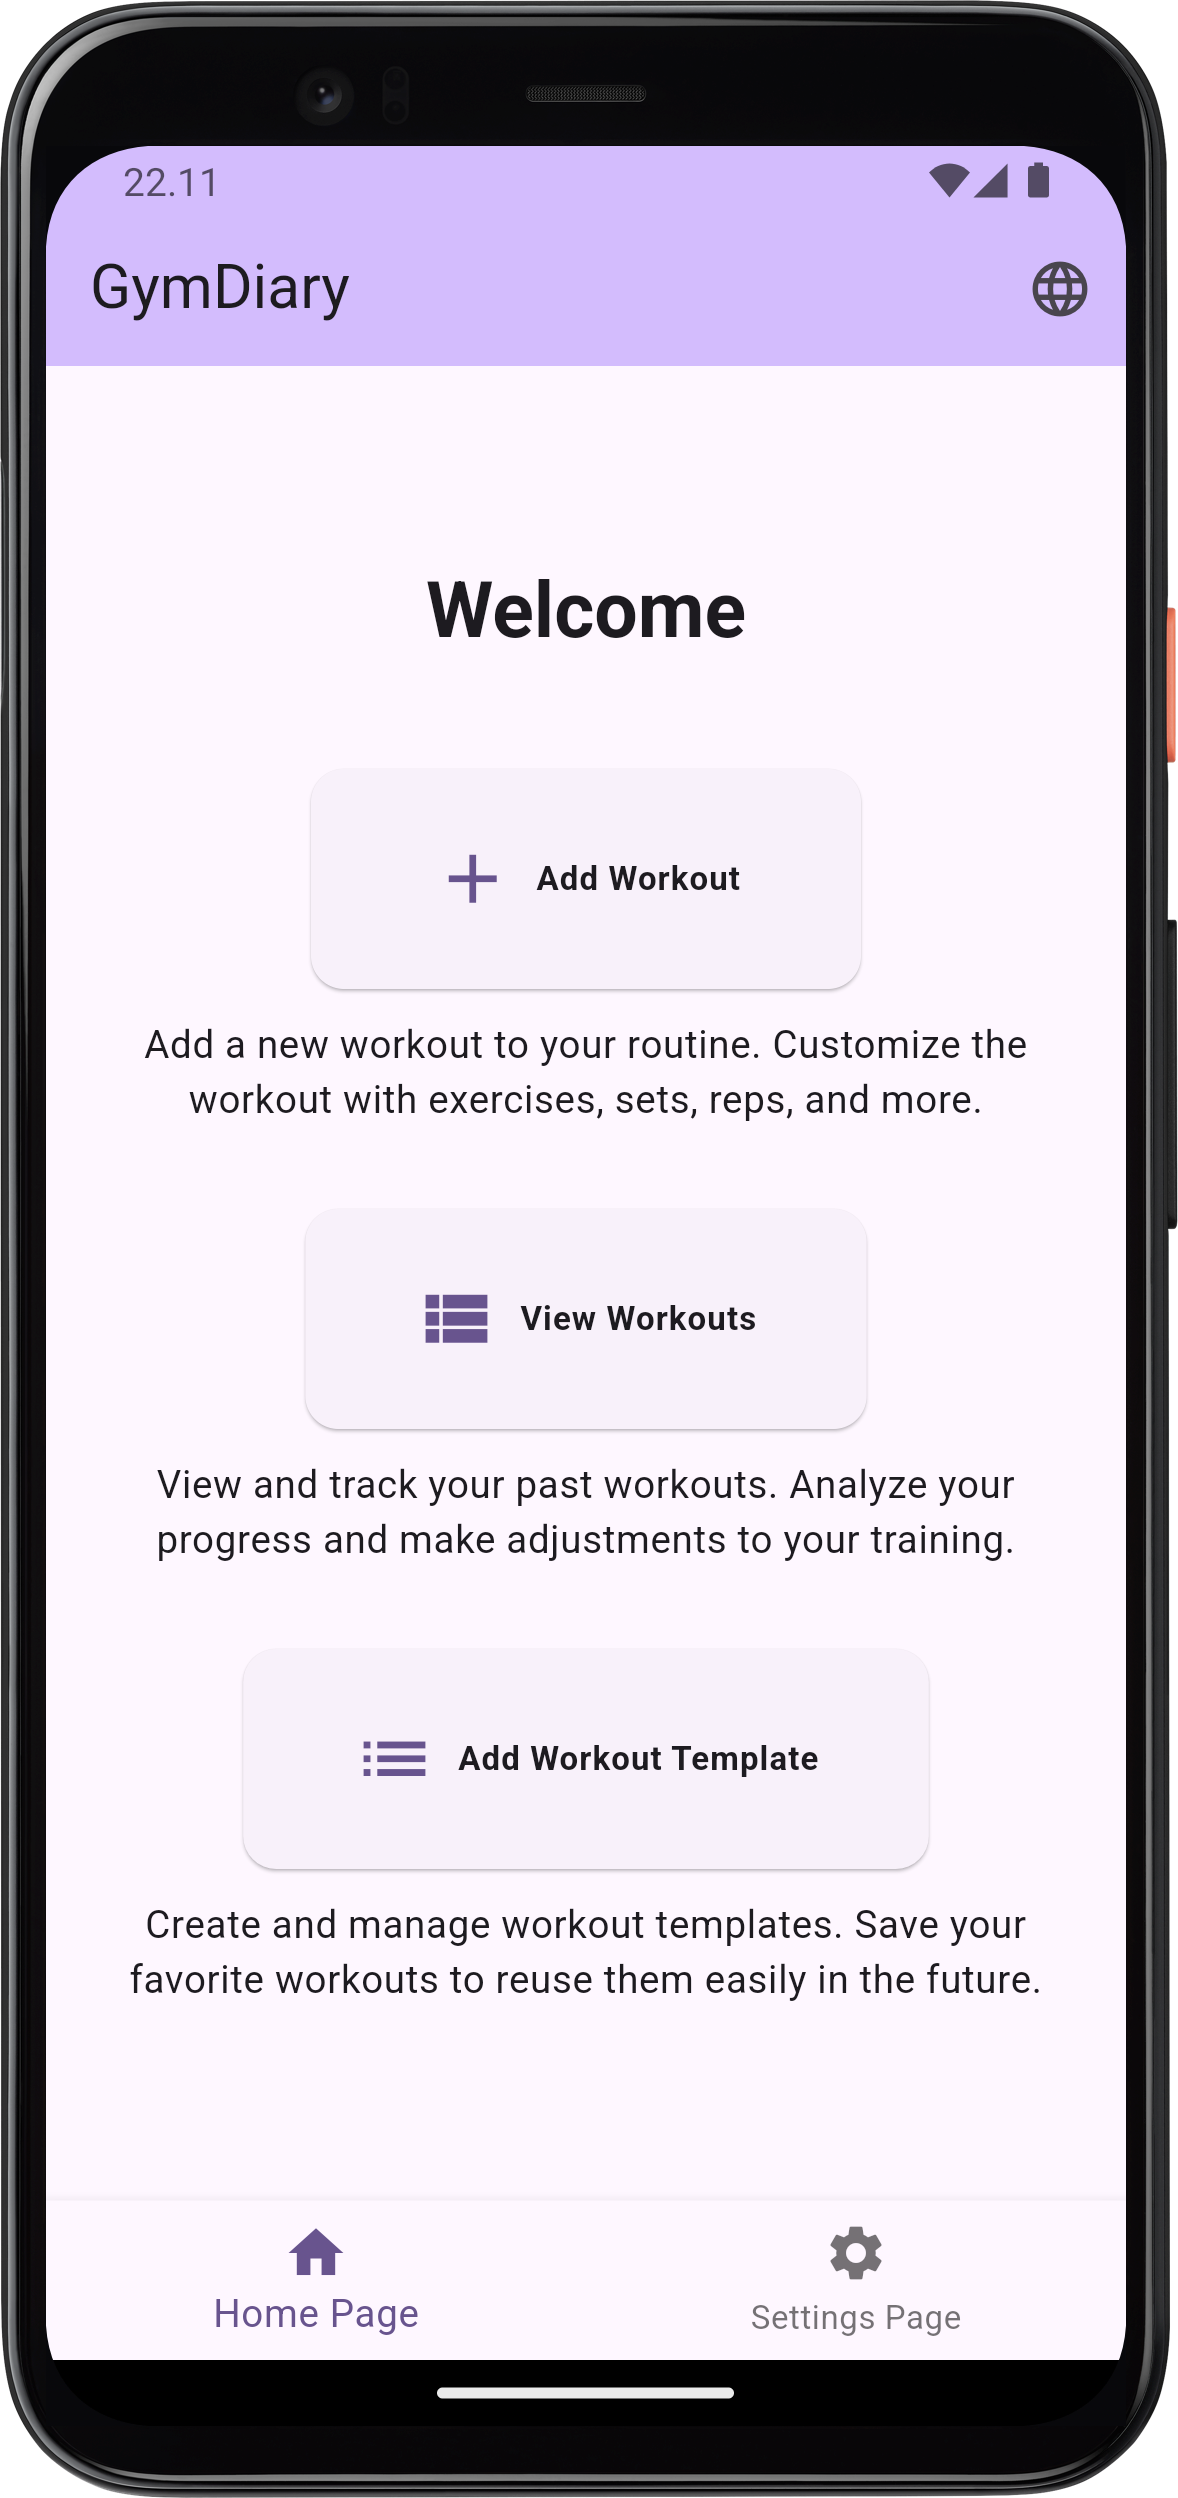 22.11
GymDiary
Welcome
Add Workout
Add a new workout to your routine. Customize the
workout with exercises, sets, reps, and more.
View Workouts
View and track your past workouts. Analyze your
progress and make adjustments to your training.
Add Workout Template
Create and manage workout templates. Save your
favorite workouts to reuse them easily in the future.
Home Page
Settings Page